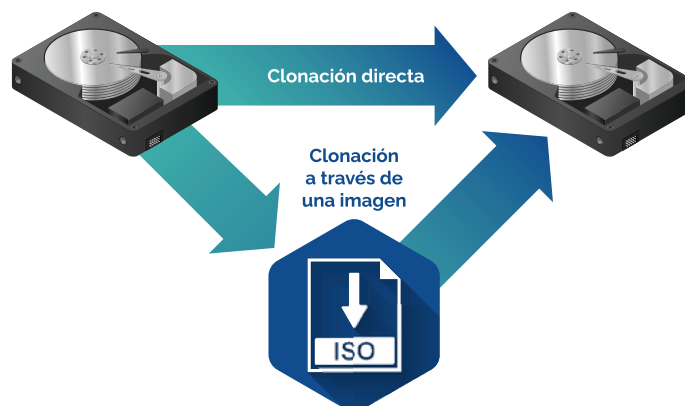 Clonación directa
Clonación
a través de
una imagen
ISO